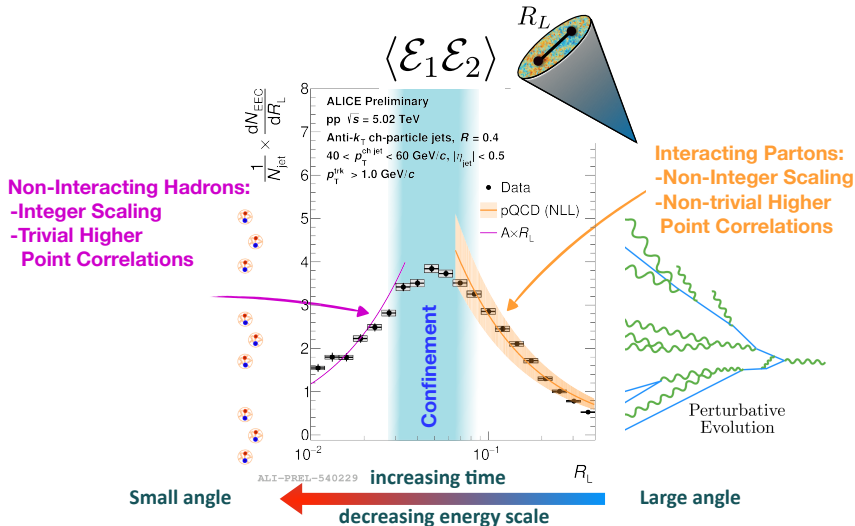 ⟨ℰ₁ℰ₂⟩
R_L
1/N_jet × dN_EEC/dR_L
8
7
6
5
4
3
2
1
0
ALICE Preliminary
pp √s = 5.02 TeV
Anti-k_T ch-particle jets, R = 0.4
40 < p_T^{ch jet} < 60 GeV/c, |η_jet| < 0.5
p_T^{trk} > 1.0 GeV/c
Data
pQCD (NLL)
A×R_L
Non-Interacting Hadrons:
-Integer Scaling
-Trivial Higher
Point Correlations
Interacting Partons:
-Non-Integer Scaling
-Non-trivial Higher
Point Correlations
Confinement
Perturbative
Evolution
10⁻²
10⁻¹
R_L
ALI-PREL-540229
increasing time
Small angle
Large angle
decreasing energy scale